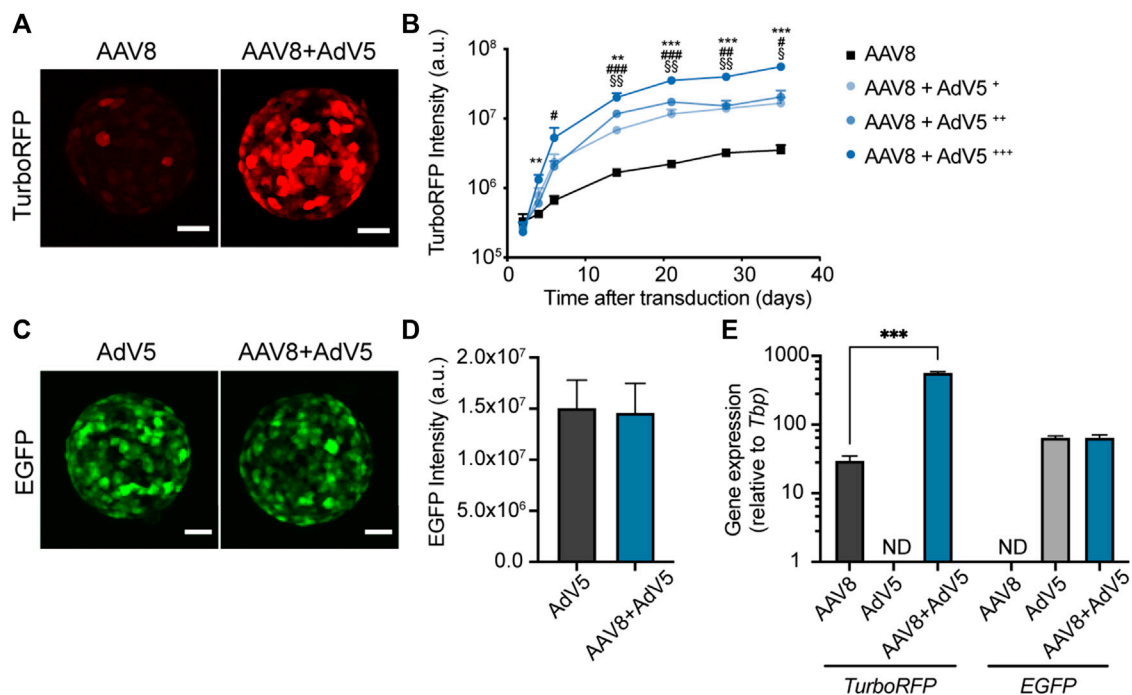 A
AAV8
AAV8+AdV5
TurboRFP
B
TurboRFP Intensity (a.u.)
10⁸
10⁷
10⁶
10⁵
**
#
**
###
§§
***
###
§§
***
##
§§
***
#
§
0
10
20
30
40
Time after transduction (days)
AAV8
AAV8 + AdV5 ⁺
AAV8 + AdV5 ⁺⁺
AAV8 + AdV5 ⁺⁺⁺
C
AdV5
AAV8+AdV5
EGFP
D
EGFP Intensity (a.u.)
2.0x10⁷
1.5x10⁷
1.0x10⁷
5.0x10⁶
0.0
AdV5
AAV8+AdV5
E
Gene expression
(relative to Tbp)
1000
100
10
1
***
ND
ND
AAV8
AdV5
AAV8+AdV5
AAV8
AdV5
AAV8+AdV5
TurboRFP
EGFP